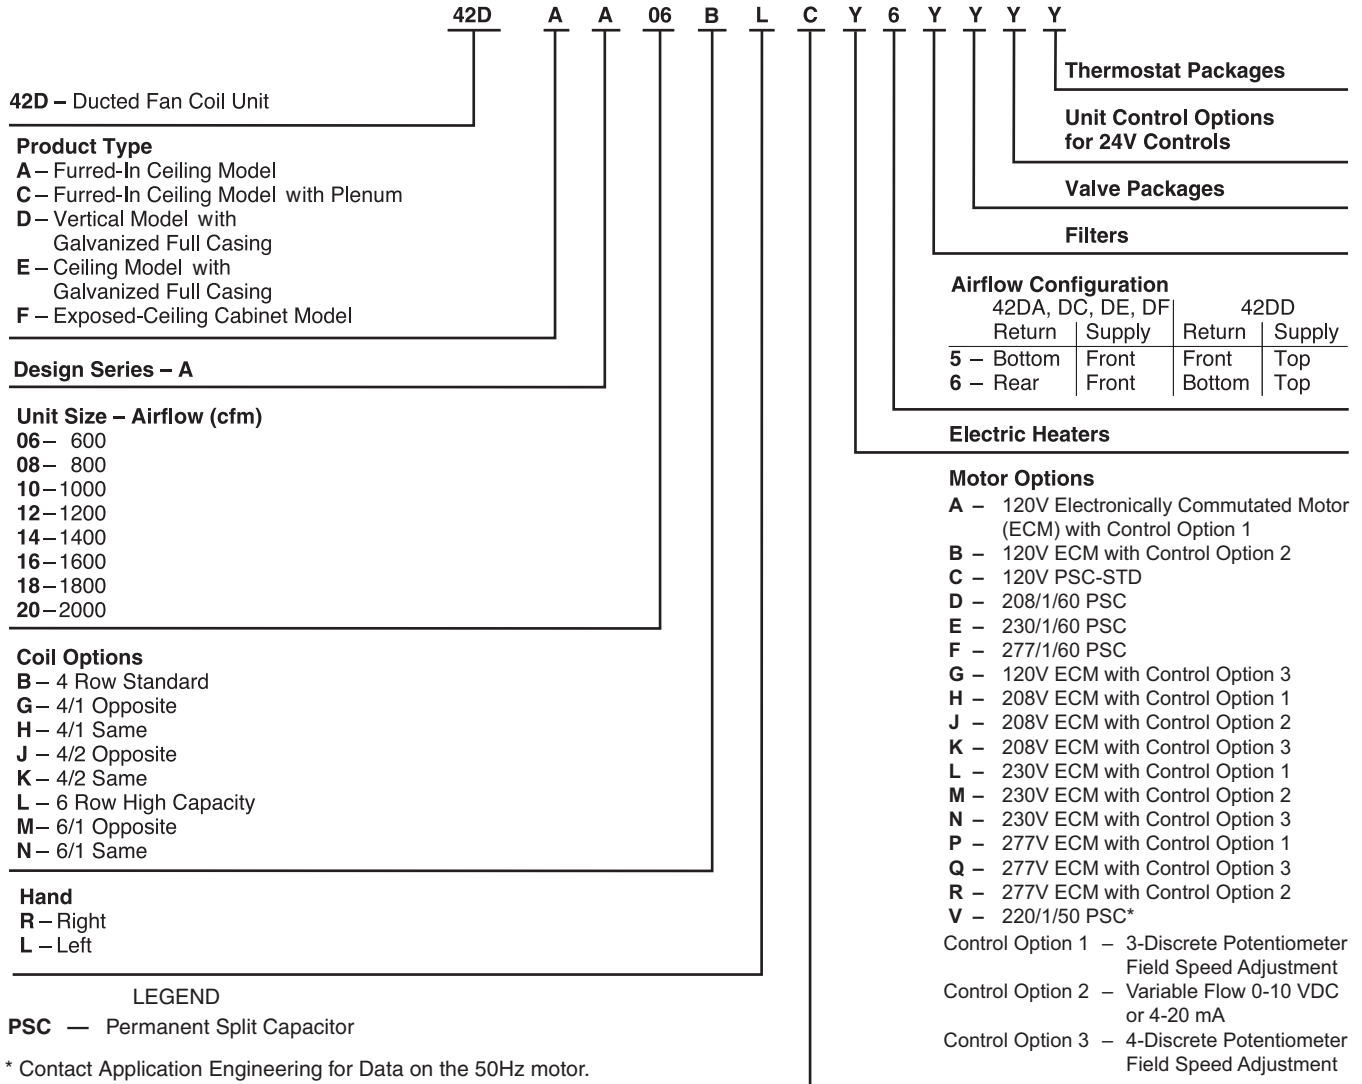 42D A A 06 B L C Y 6 Y Y Y Y
42D – Ducted Fan Coil Unit
Product Type
A – Furred-In Ceiling Model
C – Furred-In Ceiling Model with Plenum
D – Vertical Model with
Galvanized Full Casing
E – Ceiling Model with
Galvanized Full Casing
F – Exposed-Ceiling Cabinet Model
Design Series – A
Unit Size – Airflow (cfm)
06 – 600
08 – 800
10 – 1000
12 – 1200
14 – 1400
16 – 1600
18 – 1800
20 – 2000
Coil Options
B – 4 Row Standard
G – 4/1 Opposite
H – 4/1 Same
J – 4/2 Opposite
K – 4/2 Same
L – 6 Row High Capacity
M – 6/1 Opposite
N – 6/1 Same
Hand
R – Right
L – Left
LEGEND
PSC — Permanent Split Capacitor
* Contact Application Engineering for Data on the 50Hz motor.
Thermostat Packages
Unit Control Options
for 24V Controls
Valve Packages
Filters
Airflow Configuration
42DA, DC, DE, DF 42DD
Return Supply Return Supply
5 – Bottom Front Front Top
6 – Rear Front Bottom Top
Electric Heaters
Motor Options
A – 120V Electronically Commutated Motor
(ECM) with Control Option 1
B – 120V ECM with Control Option 2
C – 120V PSC-STD
D – 208/1/60 PSC
E – 230/1/60 PSC
F – 277/1/60 PSC
G – 120V ECM with Control Option 3
H – 208V ECM with Control Option 1
J – 208V ECM with Control Option 2
K – 208V ECM with Control Option 3
L – 230V ECM with Control Option 1
M – 230V ECM with Control Option 2
N – 230V ECM with Control Option 3
P – 277V ECM with Control Option 1
Q – 277V ECM with Control Option 3
R – 277V ECM with Control Option 2
V – 220/1/50 PSC*
Control Option 1 – 3-Discrete Potentiometer
Field Speed Adjustment
Control Option 2 – Variable Flow 0-10 VDC
or 4-20 mA
Control Option 3 – 4-Discrete Potentiometer
Field Speed Adjustment